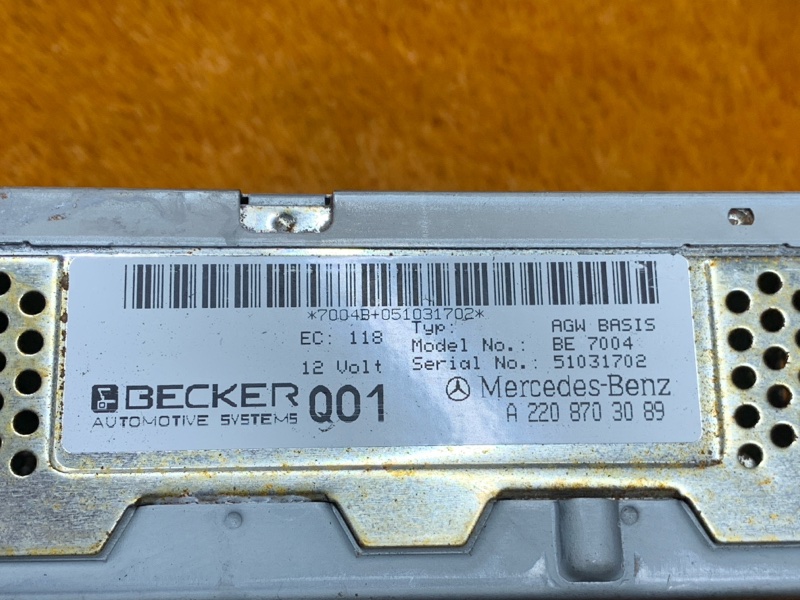 *7004B+051031702*
EC: 118 Typ: AGW BASIS
Model No.: BE 7004
12 Volt Serial No.: 51031702
BECKER Q01 Mercedes-Benz
AUTOMOTIVE SYSTEMS A 220 870 30 89